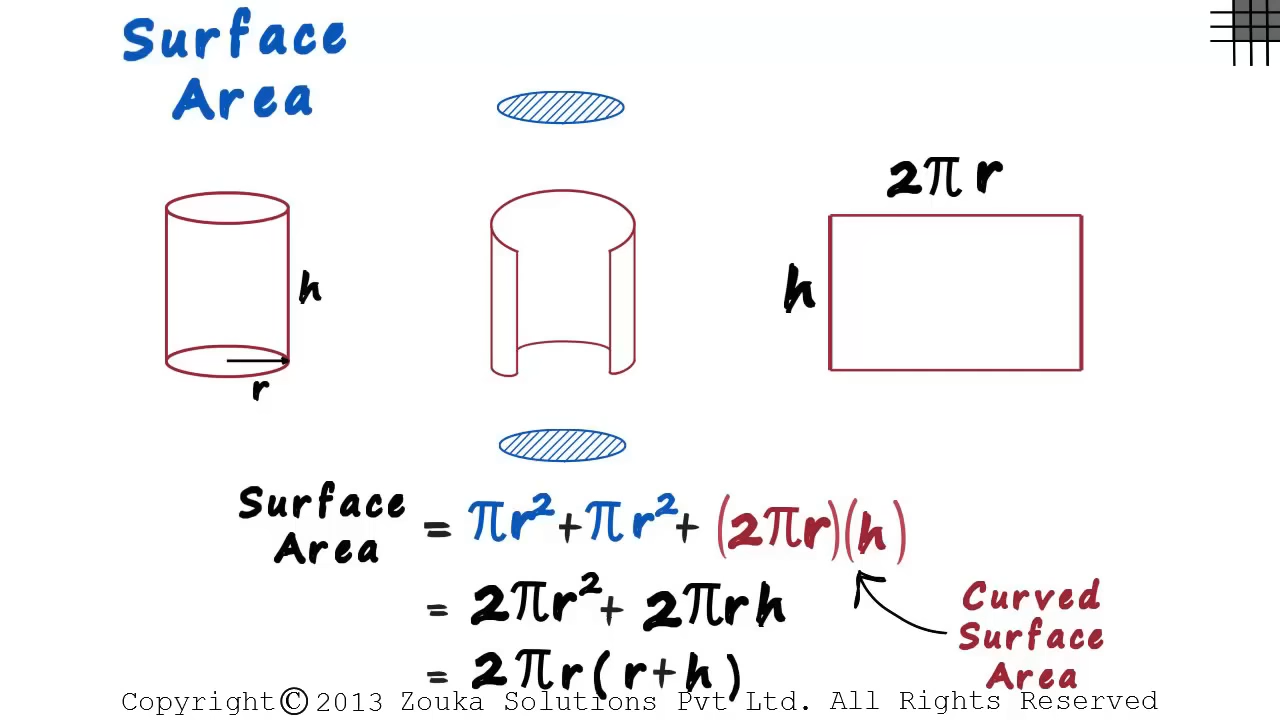 Surface
Area
2πr
h
h
r
Surface
Area
= πr²+πr²+ (2πr)(h)
= 2πr²+ 2πrh
= 2πr(r+h)
Curved
Surface
Area
Copyright©2013 Zouka Solutions Pvt Ltd. All Rights Reserved